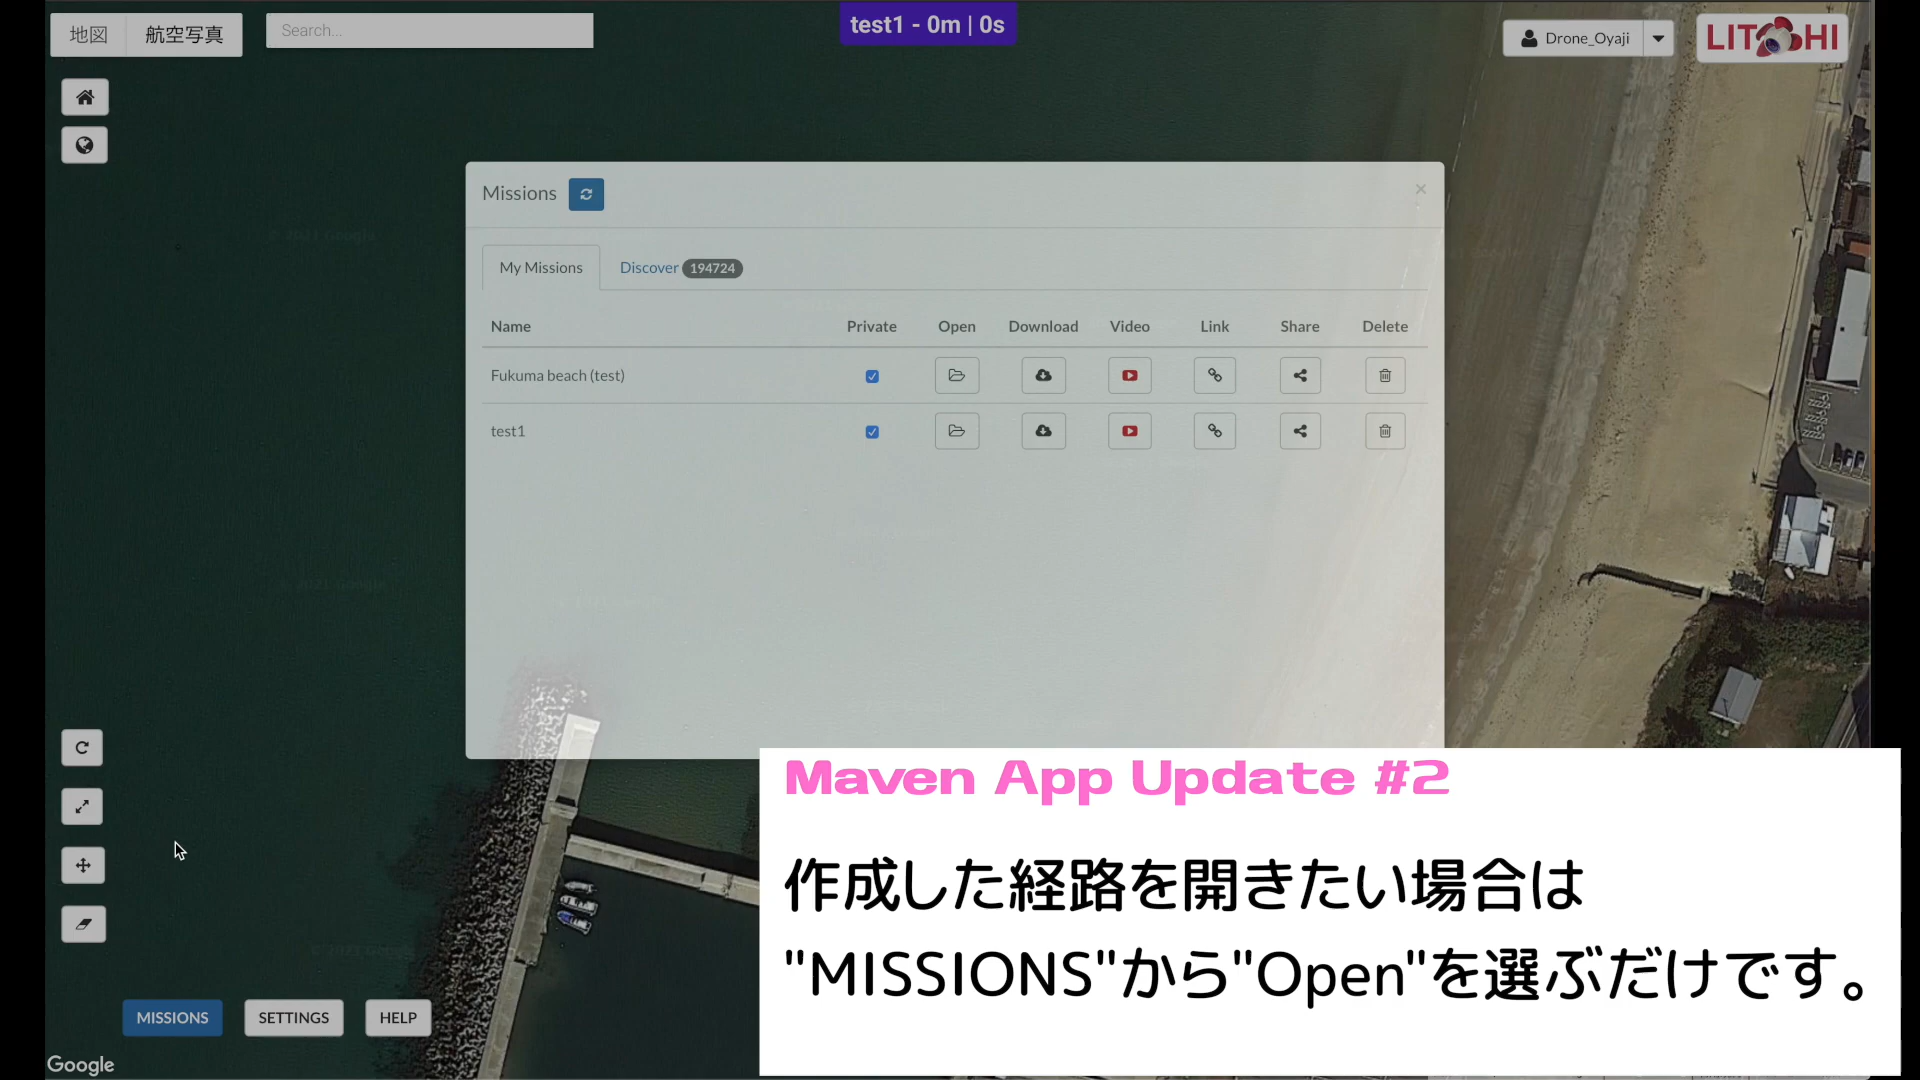 地図 航空写真
Search...
test1 - 0m | 0s
Drone_Oyaji
LITCHI
Missions
×
My Missions
Discover 194724
Name Private Open Download Video Link Share Delete
Fukuma beach (test)
test1
Maven App Update #2
作成した経路を開きたい場合は
"MISSIONS"から"Open"を選ぶだけです。
MISSIONS SETTINGS HELP
Google